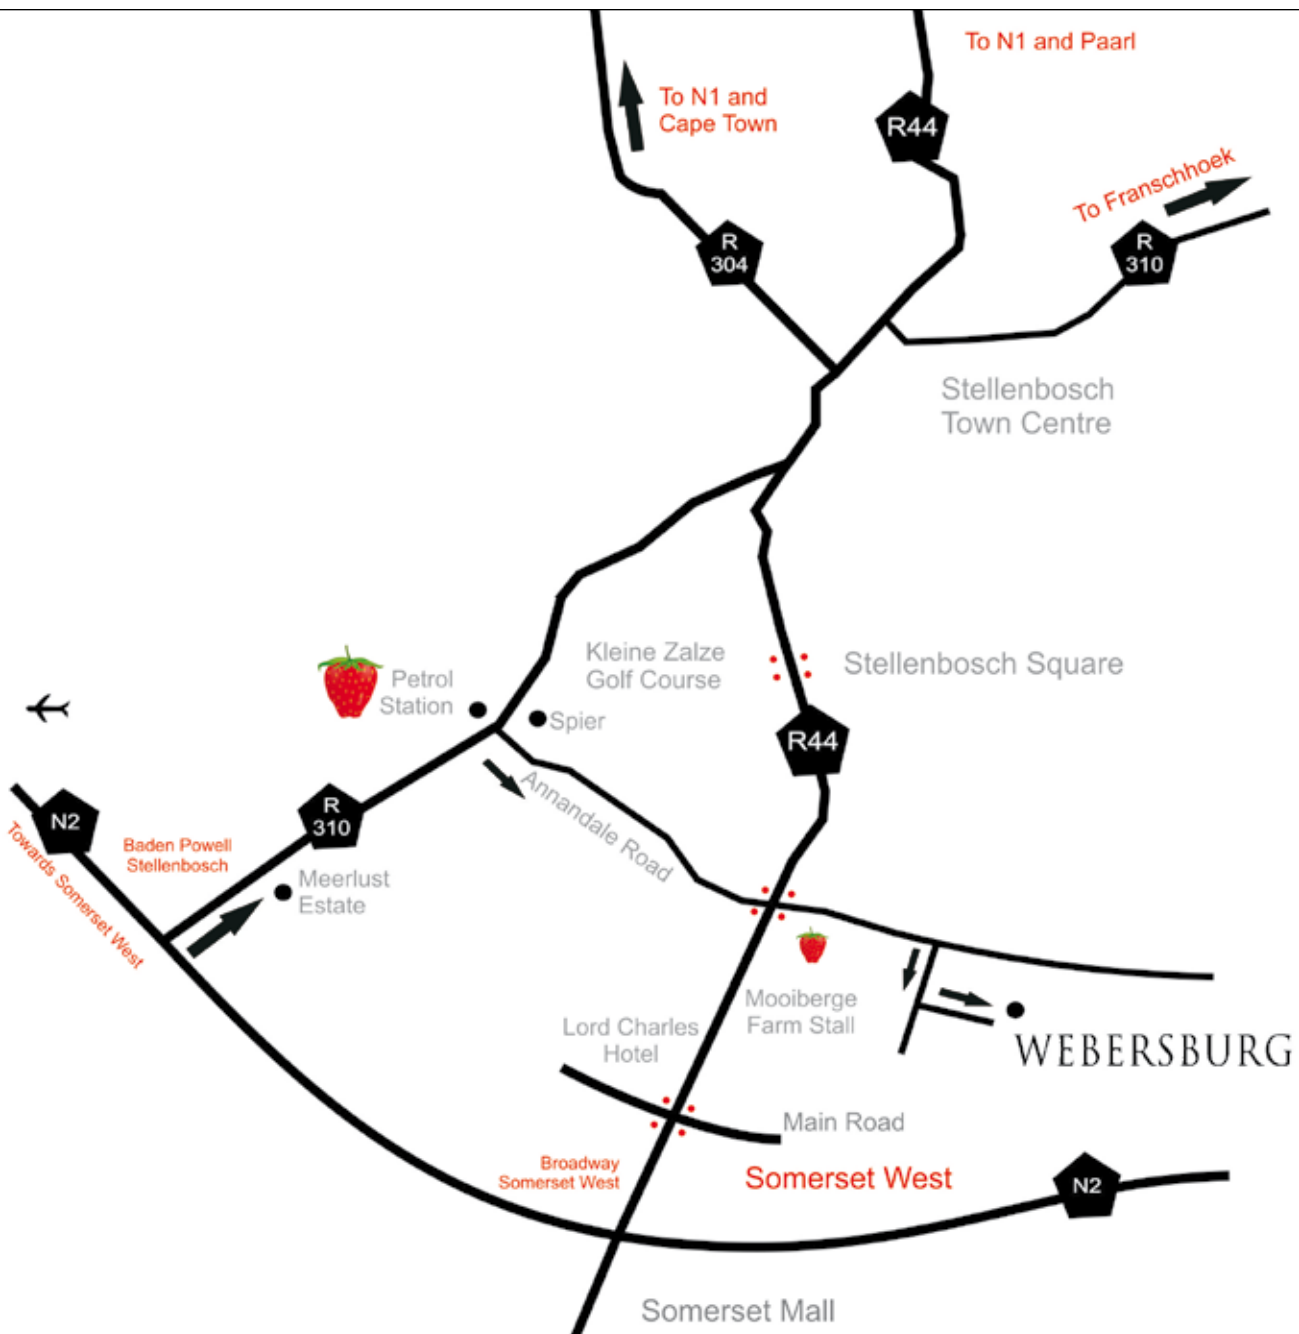 To N1 and Paarl
To N1 and
Cape Town
R44
To Franschhoek
R
304
R
310
Stellenbosch
Town Centre
Kleine Zalze
Golf Course
Stellenbosch Square
Petrol
Station
Spier
R44
Annandale Road
N2
R
310
Baden Powell
Stellenbosch
Towards Somerset West
Meerlust
Estate
Mooiberge
Farm Stall
Lord Charles
Hotel
WEBERSBURG
Main Road
Broadway
Somerset West
Somerset West
N2
Somerset Mall